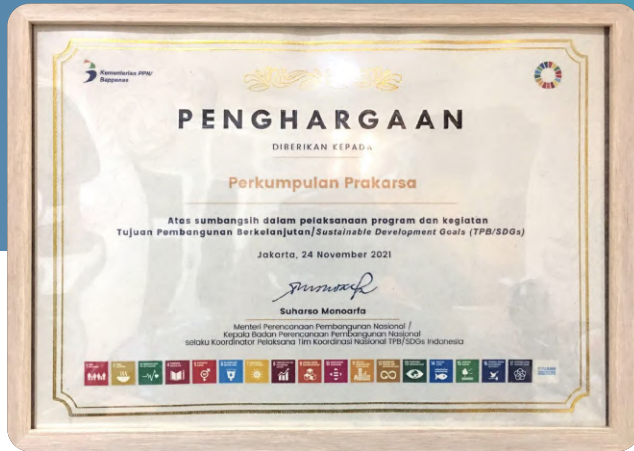 Kementerian PPN/
Bappenas
PENGHARGAAN
DIBERIKAN KEPADA
Perkumpulan Prakarsa
Atas sumbangsih dalam pelaksanaan program dan kegiatan
Tujuan Pembangunan Berkelanjutan/Sustainable Development Goals (TPB/SDGs)
Jakarta, 24 November 2021
Suharso Monoarfa
Menteri Perencanaan Pembangunan Nasional /
Kepala Badan Perencanaan Pembangunan Nasional
selaku Koordinator Pelaksana Tim Koordinasi Nasional TPB/SDGs Indonesia